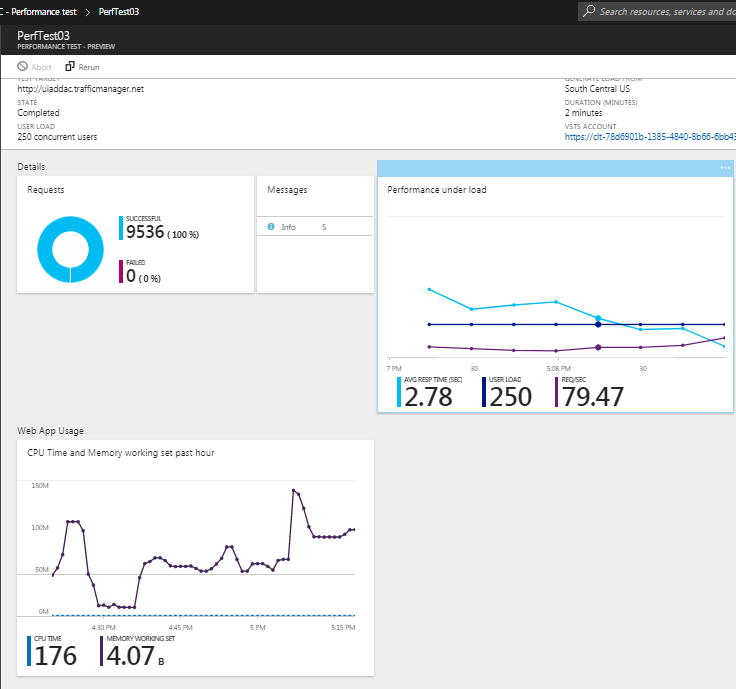 C - Performance test > PerfTest03
Search resources, services and do
PerfTest03
PERFORMANCE TEST - PREVIEW
Abort Rerun
TEST TARGET
http://uiaddac.trafficmanager.net
STATE
Completed
USER LOAD
250 concurrent users
GENERATE LOAD FROM
South Central US
DURATION (MINUTES)
2 minutes
VSTS ACCOUNT
https://clt-78d6901b-1385-4840-8b66-6bb43
Details
Requests
SUCCESSFUL
9536 (100 %)
FAILED
0 (0 %)
Messages
Info 5
...
Performance under load
7 PM 30 5:08 PM 30
AVG RESP TIME (SEC)
2.78
USER LOAD
250
REQ/SEC
79.47
Web App Usage
CPU Time and Memory working set past hour
150M
100M
50M
0M
4:30 PM 4:45 PM 5 PM 5:15 PM
CPU TIME
176
MEMORY WORKING SET
4.07 B